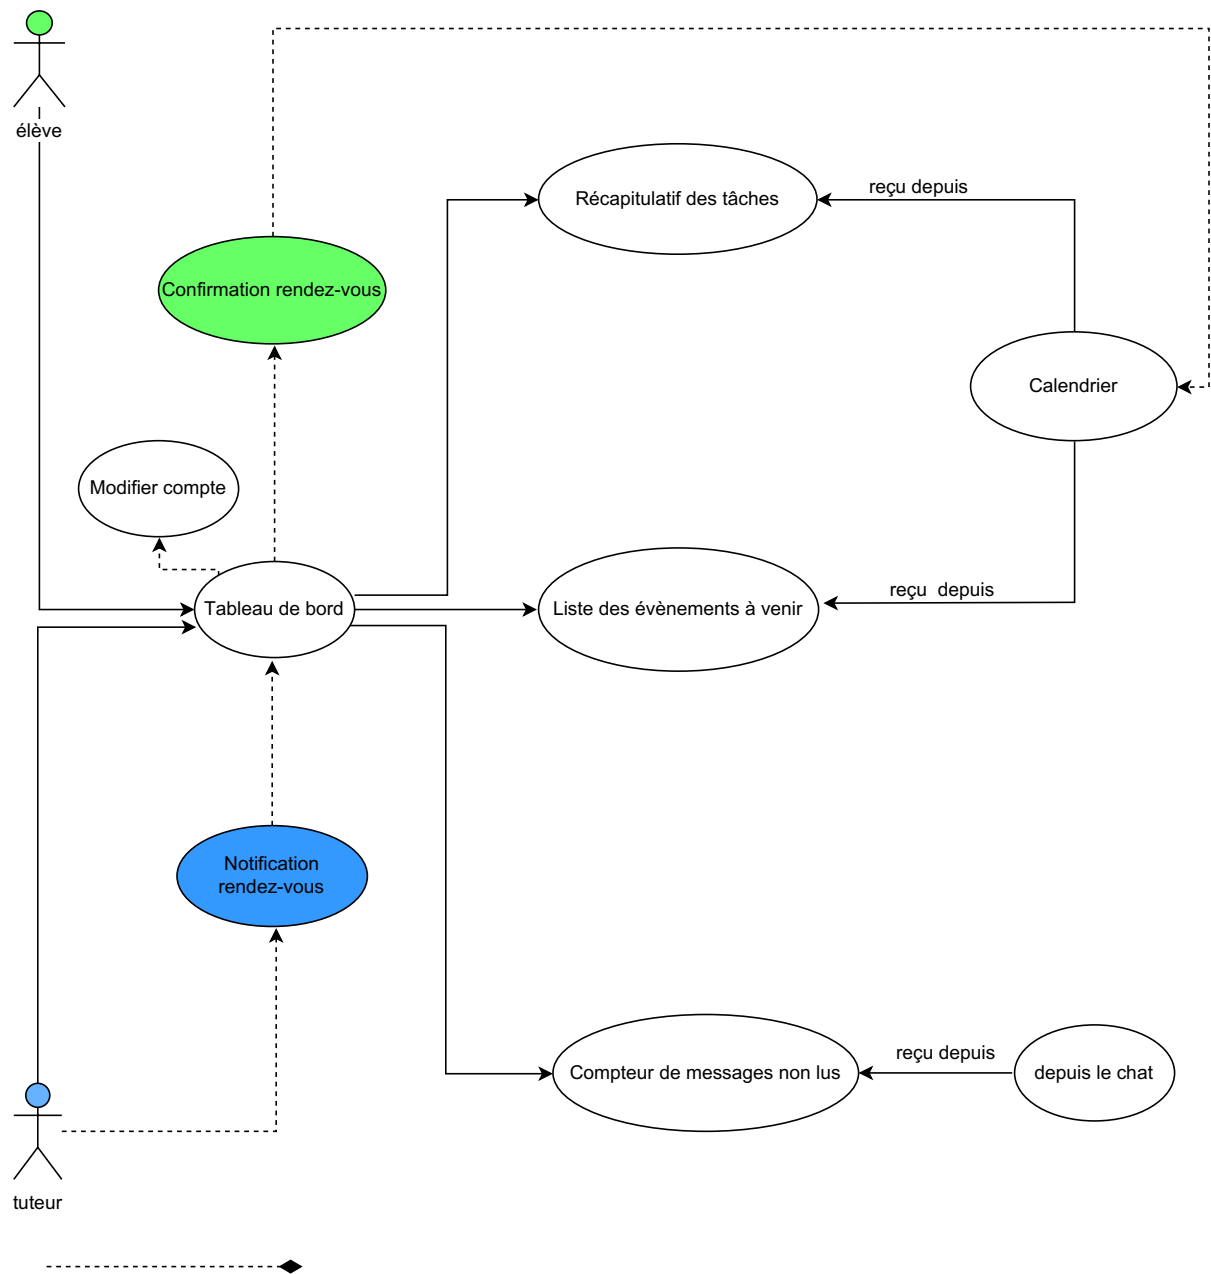 élève
reçu depuis
Récapitulatif des tâches
Confirmation rendez-vous
Calendrier
Modifier compte
reçu  depuis
Tableau de bord
Liste des évènements à venir
Notification
rendez-vous
reçu depuis
Compteur de messages non lus
depuis le chat
tuteur